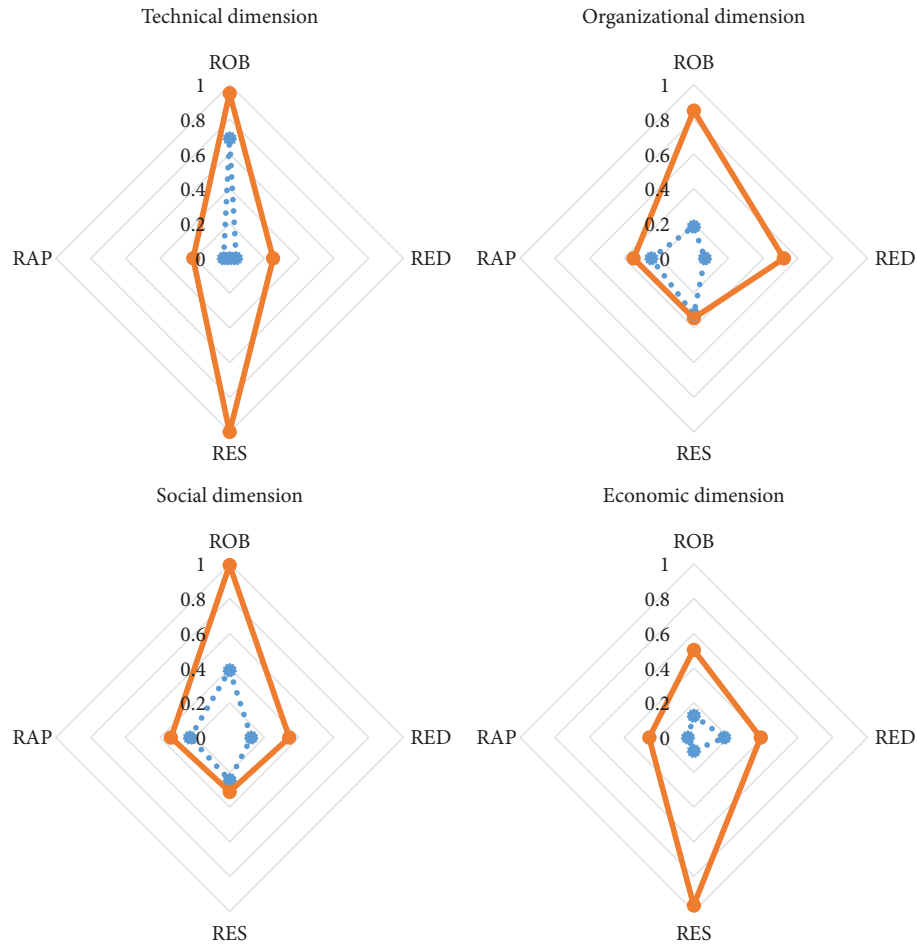 Technical dimension
ROB
1
0.8
0.6
0.4
0.2
0
RAP
RED
RES
Organizational dimension
ROB
1
0.8
0.6
0.4
0.2
0
RAP
RED
RES
Social dimension
ROB
1
0.8
0.6
0.4
0.2
0
RAP
RED
RES
Economic dimension
ROB
1
0.8
0.6
0.4
0.2
0
RAP
RED
RES